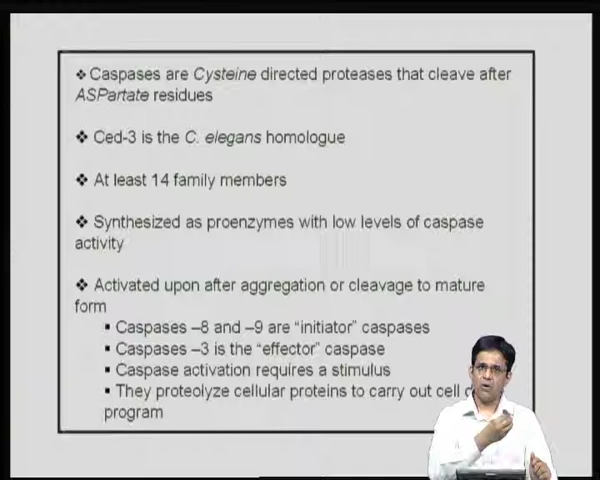 ❖ Caspases are Cysteine directed proteases that cleave after
ASPartate residues
❖ Ced-3 is the C. elegans homologue
❖ At least 14 family members
❖ Synthesized as proenzymes with low levels of caspase
activity
❖ Activated upon after aggregation or cleavage to mature
form
▪ Caspases –8 and –9 are “initiator” caspases
▪ Caspases –3 is the “effector” caspase
▪ Caspase activation requires a stimulus
▪ They proteolyze cellular proteins to carry out cell
program